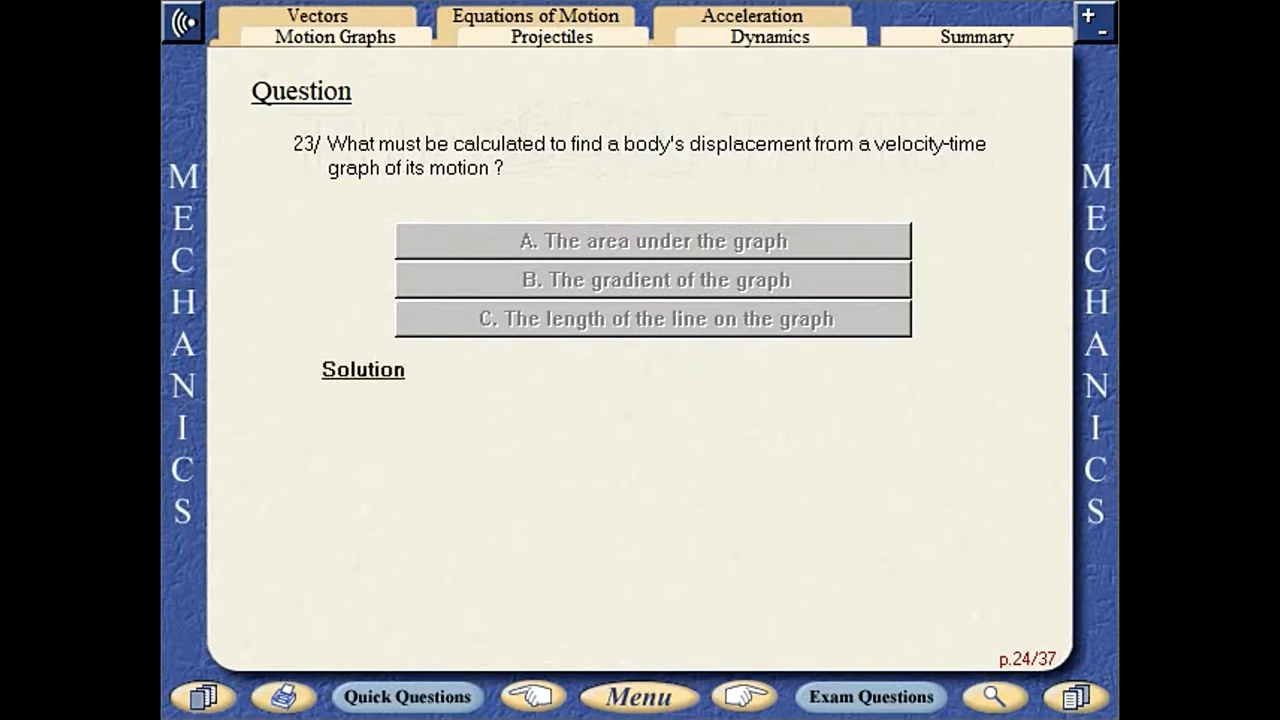 Vectors
Equations of Motion
Acceleration
Motion Graphs
Projectiles
Dynamics
Summary
+
-
Question
23/ What must be calculated to find a body's displacement from a velocity-time
graph of its motion ?
A. The area under the graph
B. The gradient of the graph
C. The length of the line on the graph
Solution
MECHANICS
MECHANICS
p.24/37
Quick Questions
Menu
Exam Questions